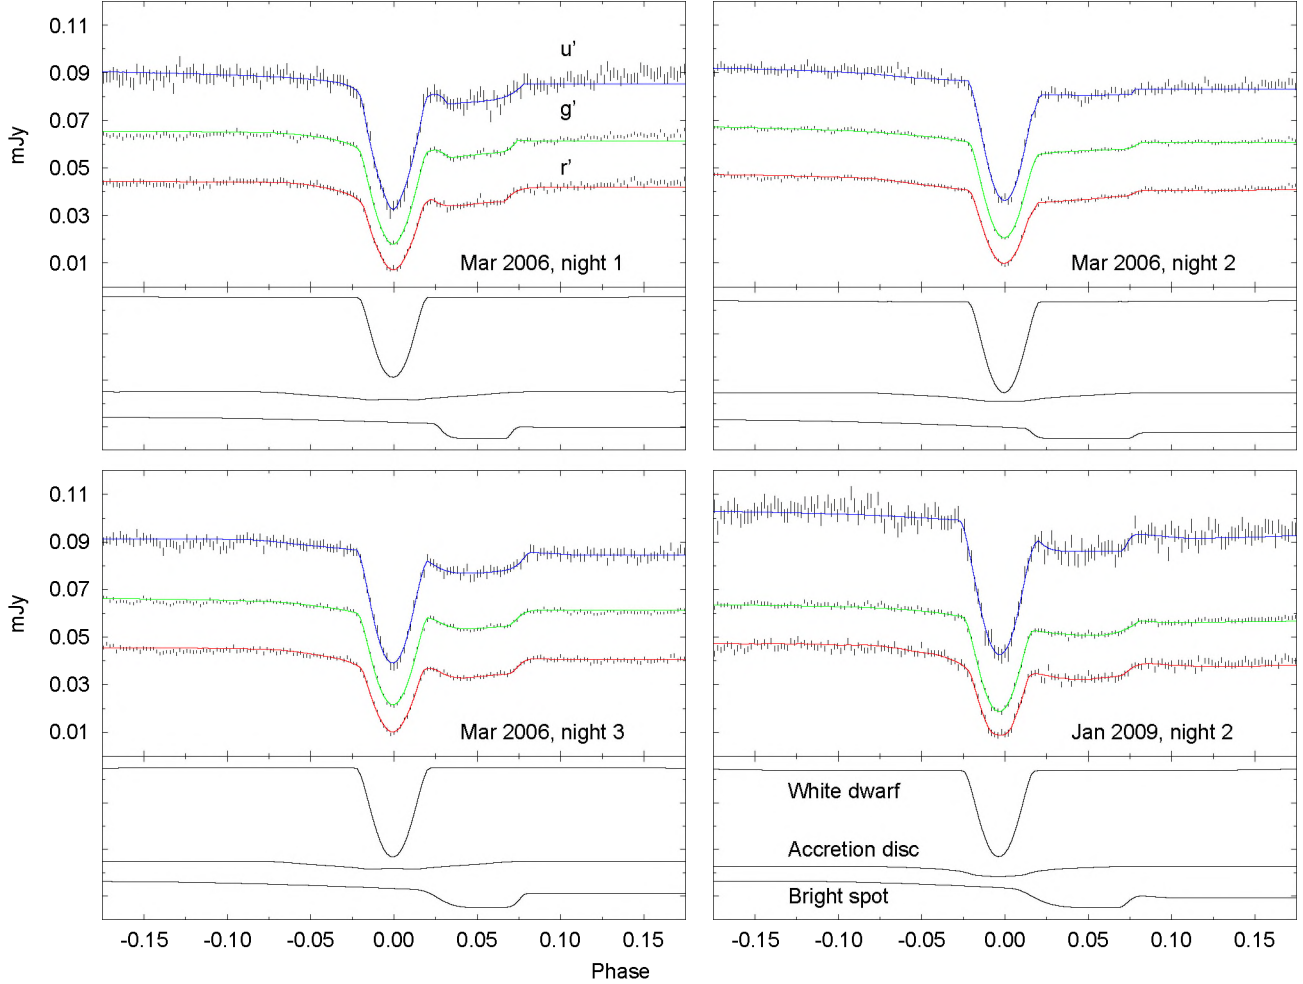 0.11
0.09
0.07
0.05
0.03
0.01
mJy
u’
g’
r’
Mar 2006, night 1
Mar 2006, night 2
0.11
0.09
0.07
0.05
0.03
0.01
mJy
Mar 2006, night 3
Jan 2009, night 2
White dwarf
Accretion disc
Bright spot
-0.15 -0.10 -0.05 0.00 0.05 0.10 0.15
-0.15 -0.10 -0.05 0.00 0.05 0.10 0.15
Phase